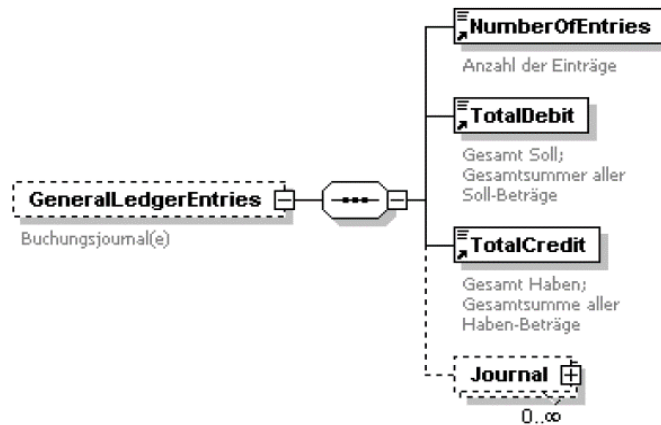 NumberOfEntries
Anzahl der Einträge
TotalDebit
Gesamt Soll;
Gesamtsummer aller
Soll-Beträge
GeneralLedgerEntries
Buchungsjournal(e)
TotalCredit
Gesamt Haben;
Gesamtsumme aller
Haben-Beträge
Journal
0..∞